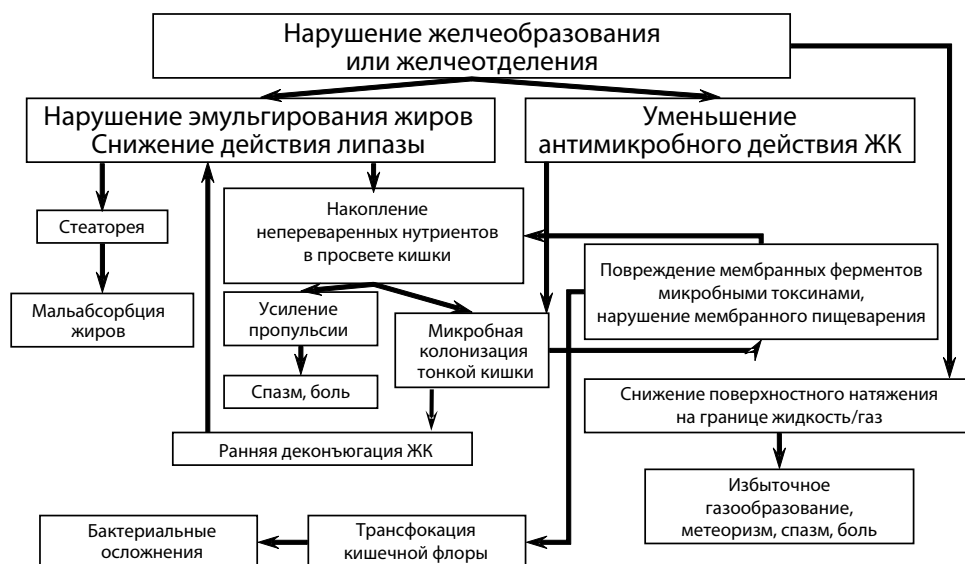 Нарушение желчеобразования
или желчеотделения
Нарушение эмульгирования жиров
Снижение действия липазы
Уменьшение
антимикробного действия ЖК
Стеаторея
Накопление
непереваренных нутриентов
в просвете кишки
Повреждение мембранных ферментов
микробными токсинами,
нарушение мембранного пищеварения
Мальабсорбция
жиров
Усиление
пропульсии
Микробная
колонизация
тонкой кишки
Спазм, боль
Снижение поверхностного натяжения
на границе жидкость/газ
Ранняя деконъюгация ЖК
Избыточное
газообразование,
метеоризм, спазм, боль
Бактериальные
осложнения
Трансфокация
кишечной флоры